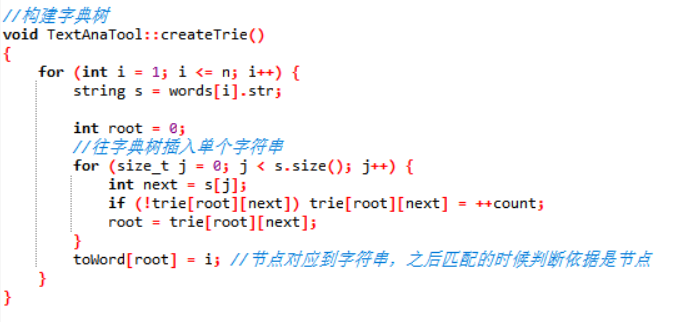 //构建字典树
void TextAnaTool::createTrie()
{
    for (int i = 1; i <= n; i++) {
        string s = words[i].str;

        int root = 0;
        //往字典树插入单个字符串
        for (size_t j = 0; j < s.size(); j++) {
            int next = s[j];
            if (!trie[root][next]) trie[root][next] = ++count;
            root = trie[root][next];
        }
        toWord[root] = i; //节点对应到字符串，之后匹配的时候判断依据是节点
    }
}